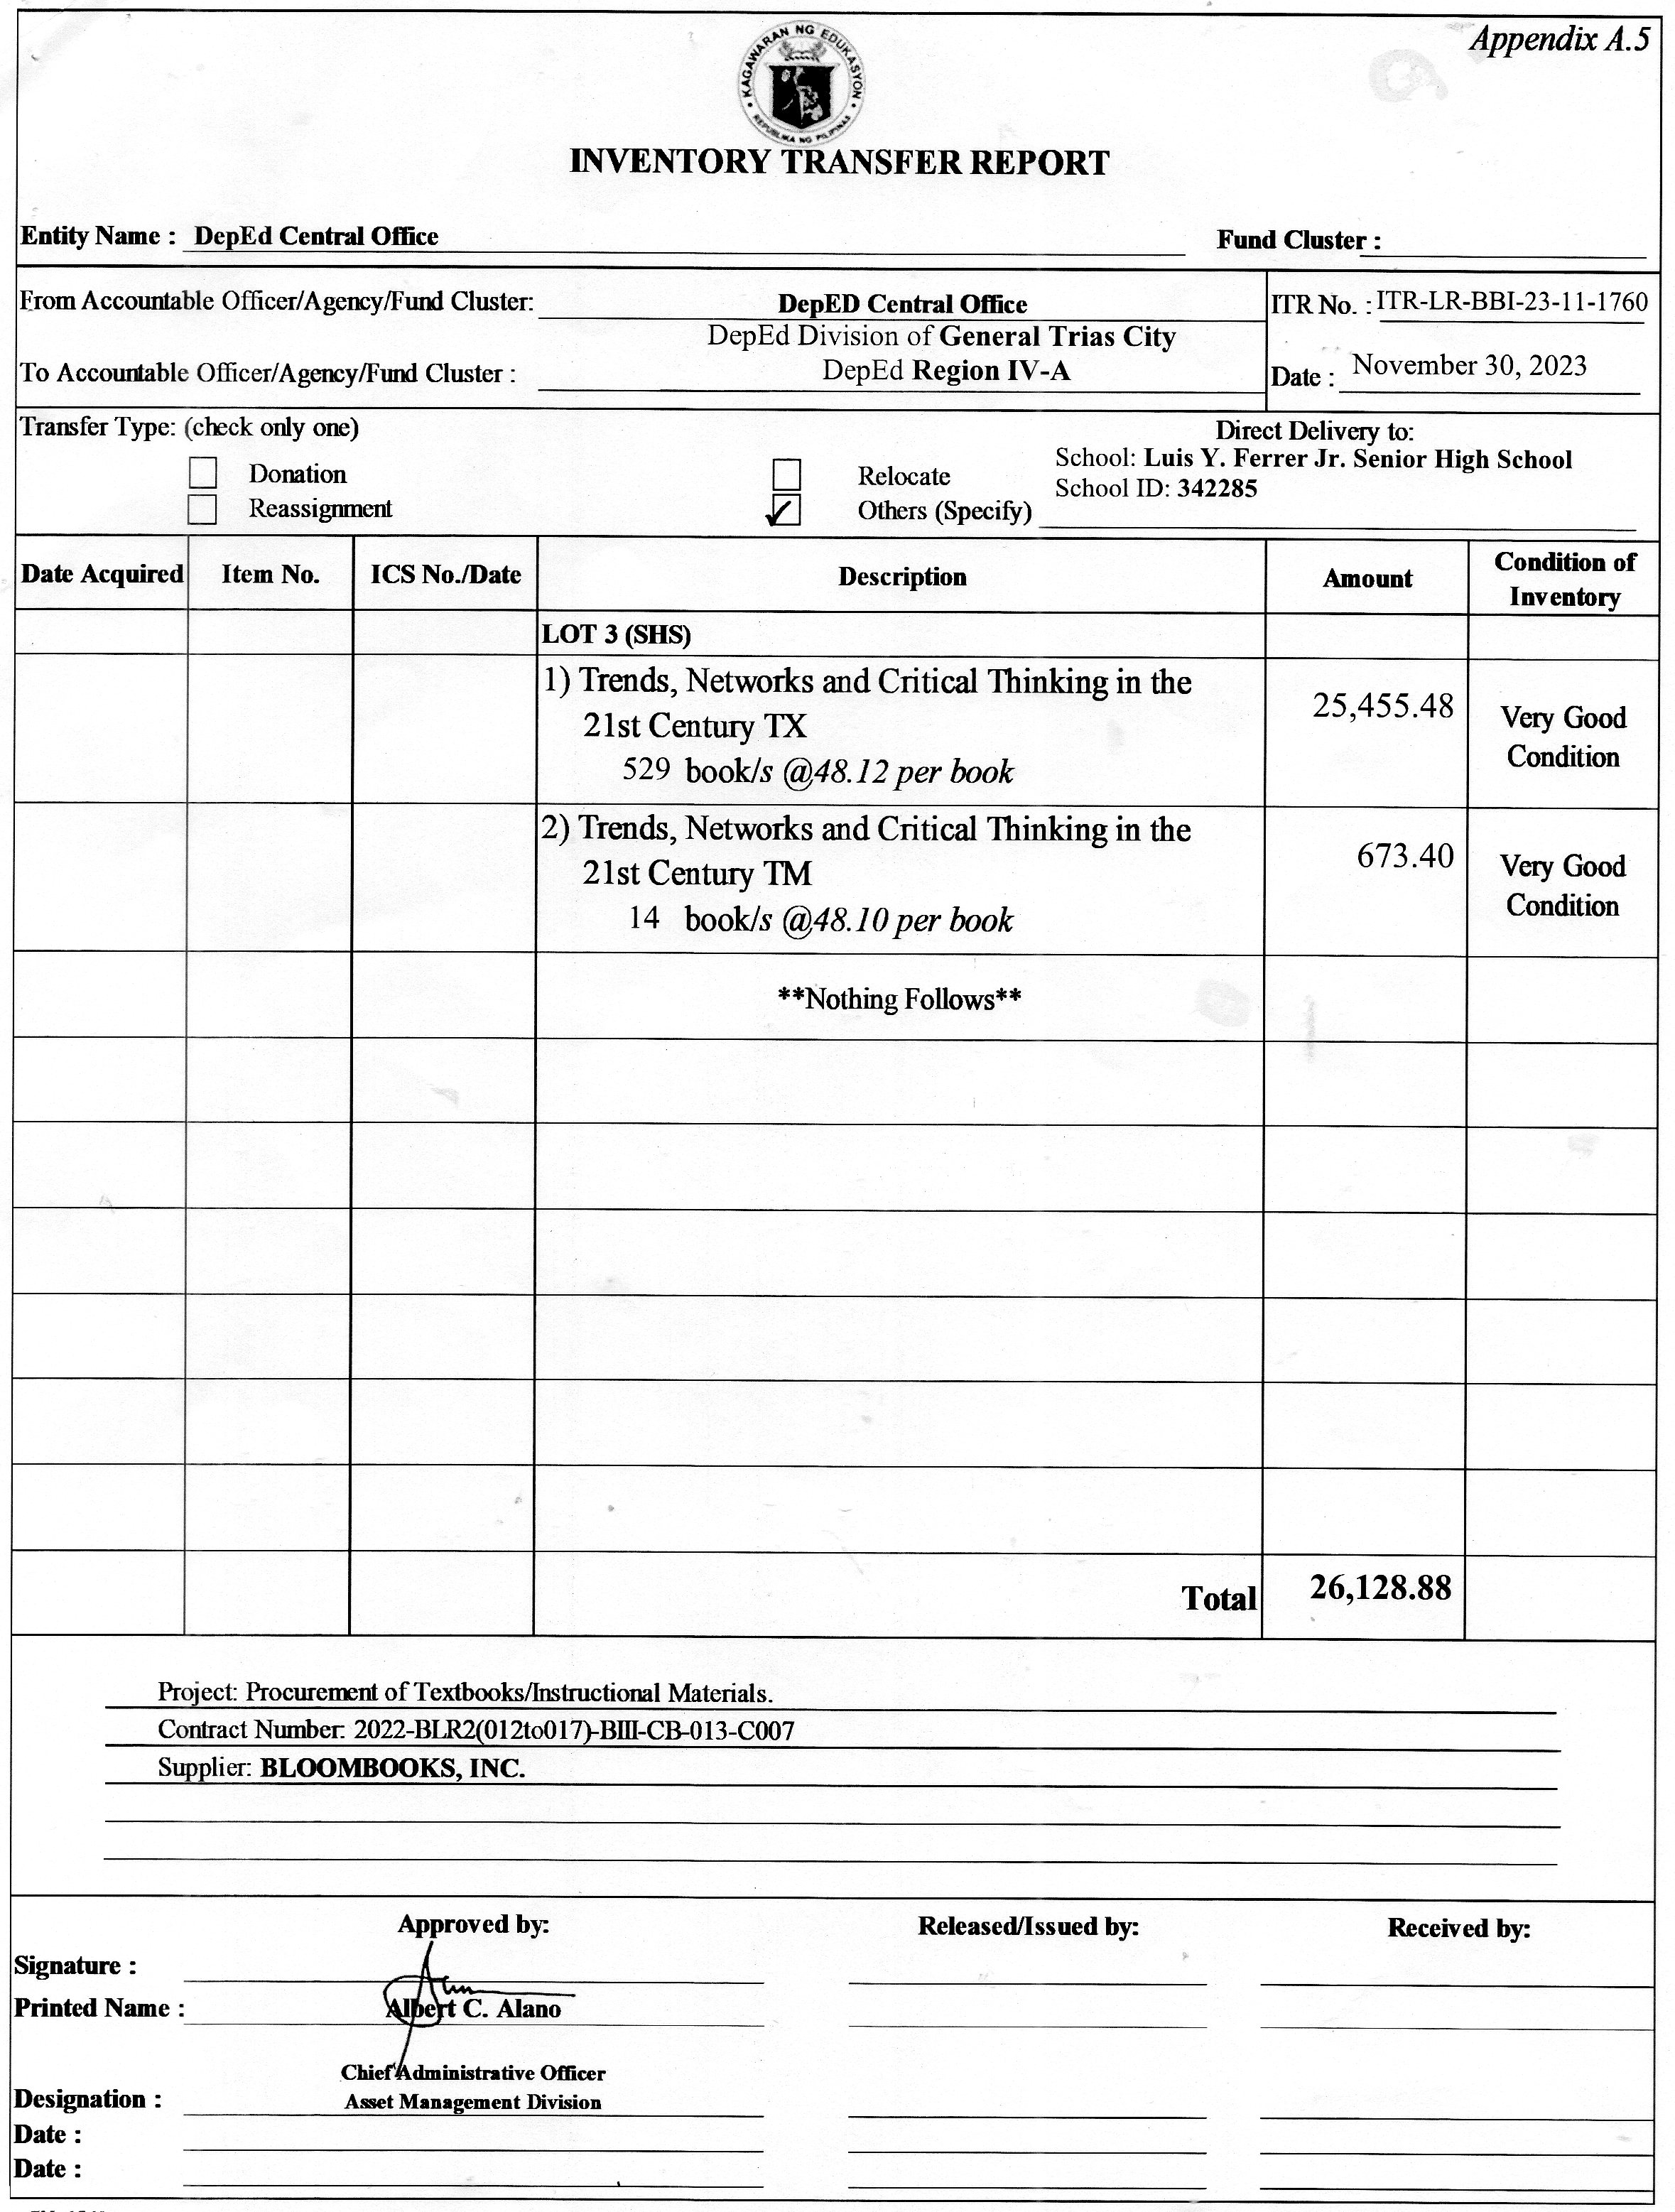 Appendix A.5
KAGAWARAN NG EDUKASYON
REPUBLIKA NG PILIPINAS
INVENTORY TRANSFER REPORT
Entity Name : DepEd Central Office Fund Cluster :
From Accountable Officer/Agency/Fund Cluster: DepED Central Office ITR No. : ITR-LR-BBI-23-11-1760
DepEd Division of General Trias City
To Accountable Officer/Agency/Fund Cluster : DepEd Region IV-A Date : November 30, 2023
Transfer Type: (check only one) Direct Delivery to:
Donation Relocate School: Luis Y. Ferrer Jr. Senior High School
Reassignment Others (Specify) School ID: 342285
Date Acquired Item No. ICS No./Date Description Amount Condition of Inventory
LOT 3 (SHS)
1) Trends, Networks and Critical Thinking in the
21st Century TX 25,455.48 Very Good
529 book/s @48.12 per book Condition
2) Trends, Networks and Critical Thinking in the
21st Century TM 673.40 Very Good
14 book/s @48.10 per book Condition
**Nothing Follows**
Total 26,128.88
Project: Procurement of Textbooks/Instructional Materials.
Contract Number: 2022-BLR2(012to017)-BIII-CB-013-C007
Supplier: BLOOMBOOKS, INC.
Approved by: Released/Issued by: Received by:
Signature :
Printed Name : Albert C. Alano
Chief Administrative Officer
Designation : Asset Management Division
Date :
Date :